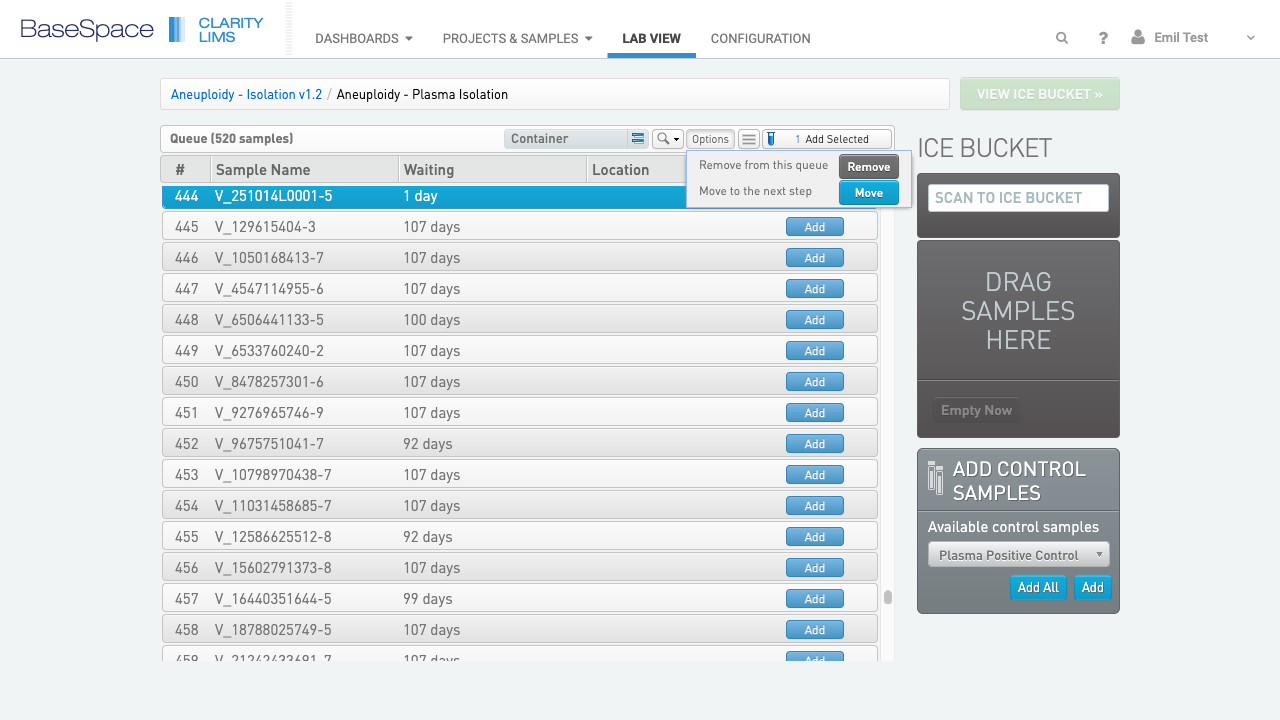 BaseSpace CLARITY LIMS
DASHBOARDS PROJECTS & SAMPLES LAB VIEW CONFIGURATION ? Emil Test
Aneuploidy - Isolation v1.2 / Aneuploidy - Plasma Isolation
VIEW ICE BUCKET »
Queue (520 samples) Container Options 1 Add Selected
# Sample Name Waiting Location
Remove from this queue Remove
Move to the next step Move
444 V_251014L0001-5 1 day
445 V_129615404-3 107 days Add
446 V_1050168413-7 107 days Add
447 V_4547114955-6 107 days Add
448 V_6506441133-5 100 days Add
449 V_6533760240-2 107 days Add
450 V_8478257301-6 107 days Add
451 V_9276965746-9 107 days Add
452 V_9675751041-7 92 days Add
453 V_10798970438-7 107 days Add
454 V_11031458685-7 107 days Add
455 V_12586625512-8 92 days Add
456 V_15602791373-8 107 days Add
457 V_16440351644-5 99 days Add
458 V_18788025749-5 107 days Add
459 107 days Add
ICE BUCKET
SCAN TO ICE BUCKET
DRAG
SAMPLES
HERE
Empty Now
ADD CONTROL
SAMPLES
Available control samples
Plasma Positive Control
Add All Add